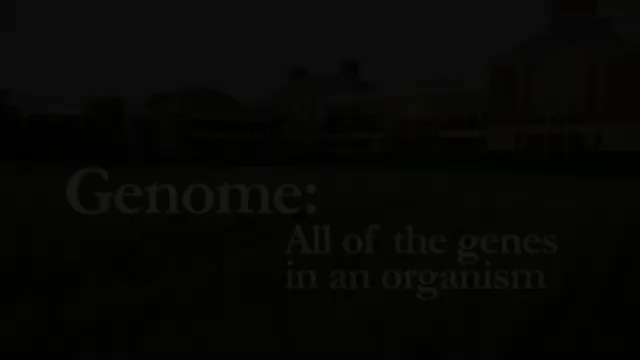 Genome:
All of the genes
in an organism